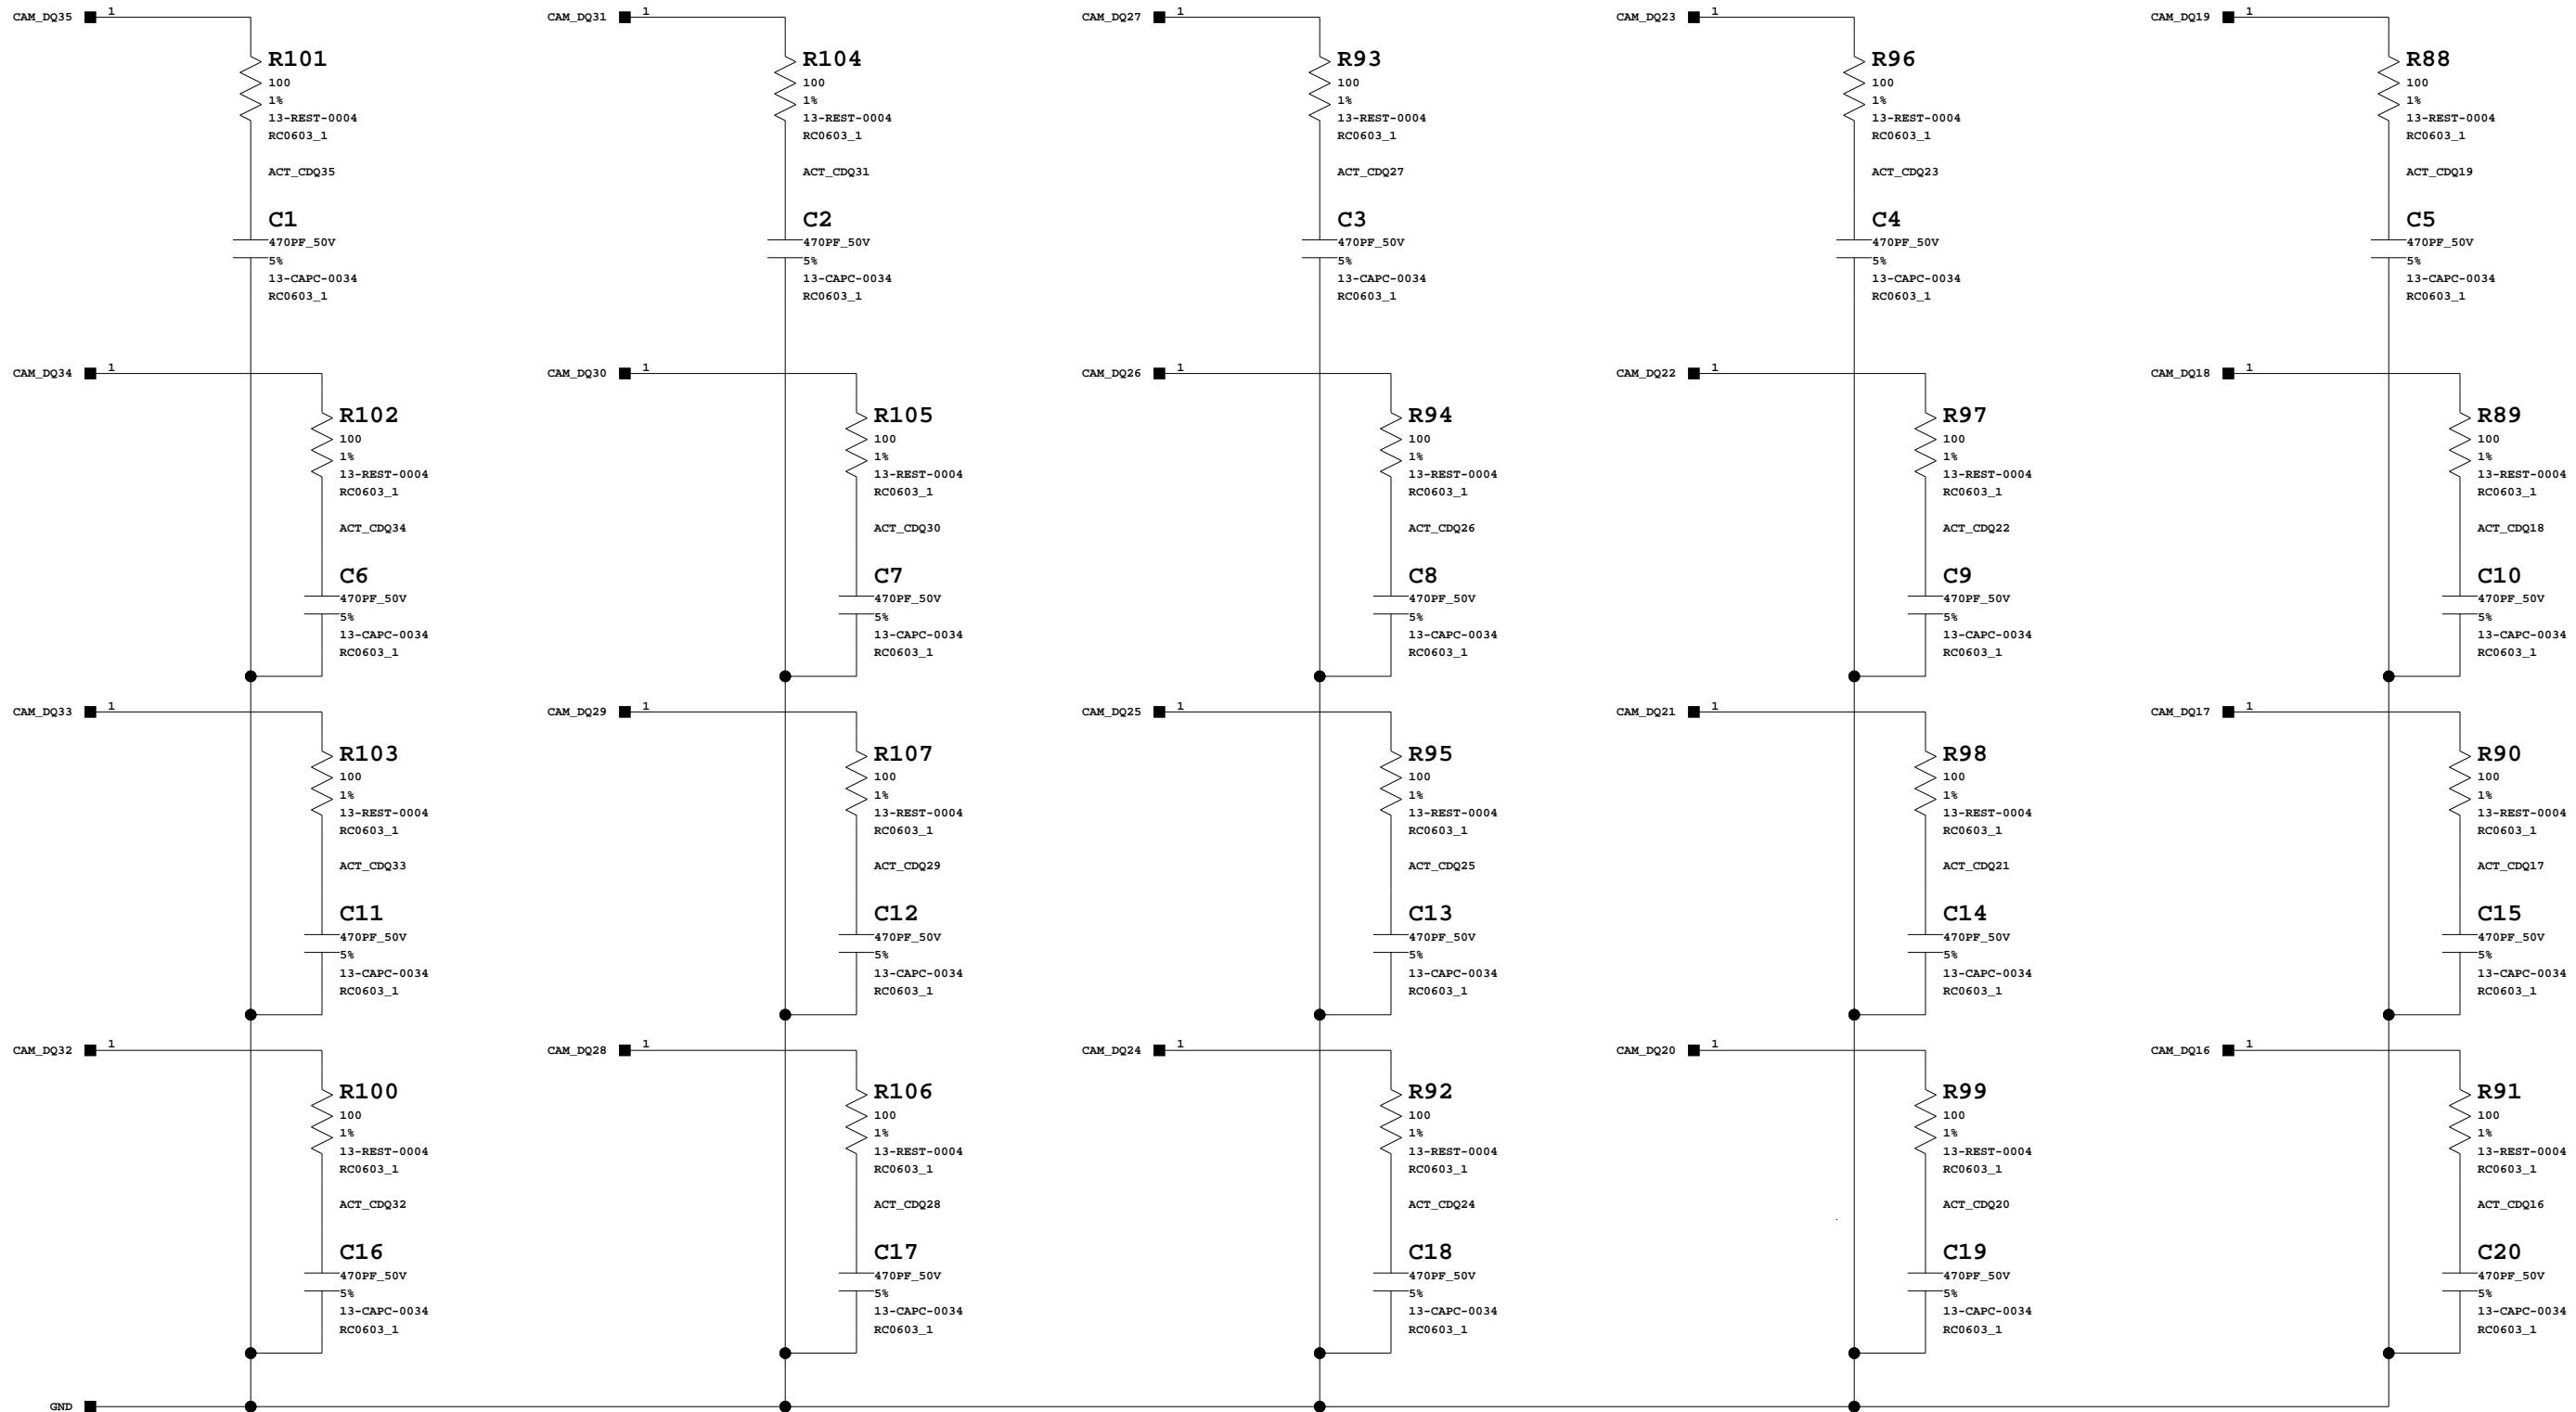 CAM_DQ35 1
R101
100
1%
13-REST-0004
RC0603_1
ACT_CDQ35
C1
470PF_50V
5%
13-CAPC-0034
RC0603_1
CAM_DQ34 1
R102
100
1%
13-REST-0004
RC0603_1
ACT_CDQ34
C6
470PF_50V
5%
13-CAPC-0034
RC0603_1
CAM_DQ33 1
R103
100
1%
13-REST-0004
RC0603_1
ACT_CDQ33
C11
470PF_50V
5%
13-CAPC-0034
RC0603_1
CAM_DQ32 1
R100
100
1%
13-REST-0004
RC0603_1
ACT_CDQ32
C16
470PF_50V
5%
13-CAPC-0034
RC0603_1
GND
CAM_DQ31 1
R104
100
1%
13-REST-0004
RC0603_1
ACT_CDQ31
C2
470PF_50V
5%
13-CAPC-0034
RC0603_1
CAM_DQ30 1
R105
100
1%
13-REST-0004
RC0603_1
ACT_CDQ30
C7
470PF_50V
5%
13-CAPC-0034
RC0603_1
CAM_DQ29 1
R107
100
1%
13-REST-0004
RC0603_1
ACT_CDQ29
C12
470PF_50V
5%
13-CAPC-0034
RC0603_1
CAM_DQ28 1
R106
100
1%
13-REST-0004
RC0603_1
ACT_CDQ28
C17
470PF_50V
5%
13-CAPC-0034
RC0603_1
CAM_DQ27 1
R93
100
1%
13-REST-0004
RC0603_1
ACT_CDQ27
C3
470PF_50V
5%
13-CAPC-0034
RC0603_1
CAM_DQ26 1
R94
100
1%
13-REST-0004
RC0603_1
ACT_CDQ26
C8
470PF_50V
5%
13-CAPC-0034
RC0603_1
CAM_DQ25 1
R95
100
1%
13-REST-0004
RC0603_1
ACT_CDQ25
C13
470PF_50V
5%
13-CAPC-0034
RC0603_1
CAM_DQ24 1
R92
100
1%
13-REST-0004
RC0603_1
ACT_CDQ24
C18
470PF_50V
5%
13-CAPC-0034
RC0603_1
CAM_DQ23 1
R96
100
1%
13-REST-0004
RC0603_1
ACT_CDQ23
C4
470PF_50V
5%
13-CAPC-0034
RC0603_1
CAM_DQ22 1
R97
100
1%
13-REST-0004
RC0603_1
ACT_CDQ22
C9
470PF_50V
5%
13-CAPC-0034
RC0603_1
CAM_DQ21 1
R98
100
1%
13-REST-0004
RC0603_1
ACT_CDQ21
C14
470PF_50V
5%
13-CAPC-0034
RC0603_1
CAM_DQ20 1
R99
100
1%
13-REST-0004
RC0603_1
ACT_CDQ20
C19
470PF_50V
5%
13-CAPC-0034
RC0603_1
CAM_DQ19 1
R88
100
1%
13-REST-0004
RC0603_1
ACT_CDQ19
C5
470PF_50V
5%
13-CAPC-0034
RC0603_1
CAM_DQ18 1
R89
100
1%
13-REST-0004
RC0603_1
ACT_CDQ18
C10
470PF_50V
5%
13-CAPC-0034
RC0603_1
CAM_DQ17 1
R90
100
1%
13-REST-0004
RC0603_1
ACT_CDQ17
C15
470PF_50V
5%
13-CAPC-0034
RC0603_1
CAM_DQ16 1
R91
100
1%
13-REST-0004
RC0603_1
ACT_CDQ16
C20
470PF_50V
5%
13-CAPC-0034
RC0603_1